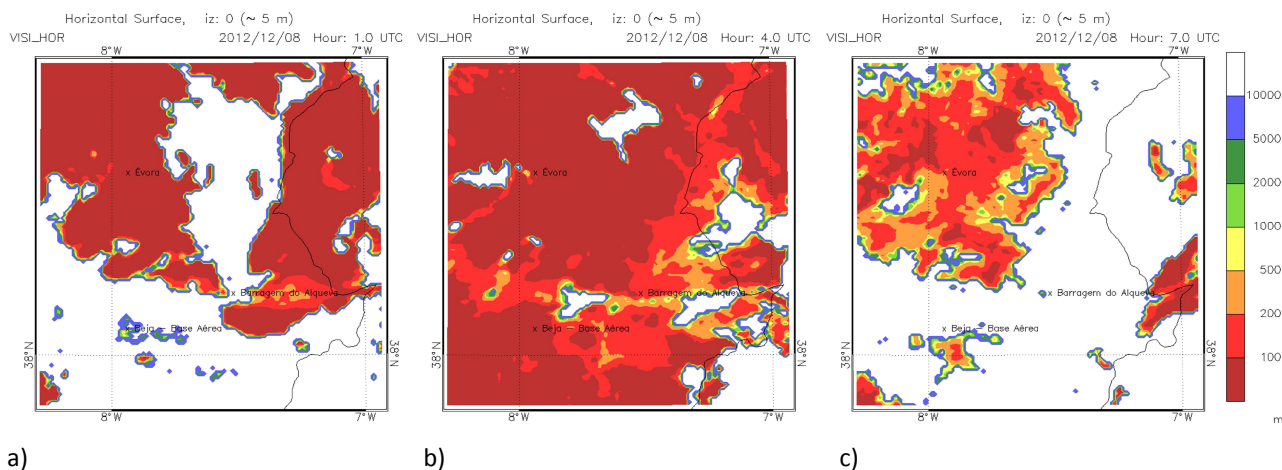 Horizontal Surface, iz: 0 (~ 5 m)
VISI_HOR 2012/12/08 Hour: 1.0 UTC
8°W 7°W
x Évora
x Barragem do Alqueva
x Beja – Base Aérea
38°N 38°N
8°W 7°W
a)
Horizontal Surface, iz: 0 (~ 5 m)
VISI_HOR 2012/12/08 Hour: 4.0 UTC
8°W 7°W
x Évora
x Barragem do Alqueva
x Beja – Base Aérea
38°N 38°N
8°W 7°W
b)
Horizontal Surface, iz: 0 (~ 5 m)
VISI_HOR 2012/12/08 Hour: 7.0 UTC
8°W 7°W
x Évora
x Barragem do Alqueva
x Beja – Base Aérea
38°N 38°N
8°W 7°W
c)
10000
5000
2000
1000
500
200
100
m